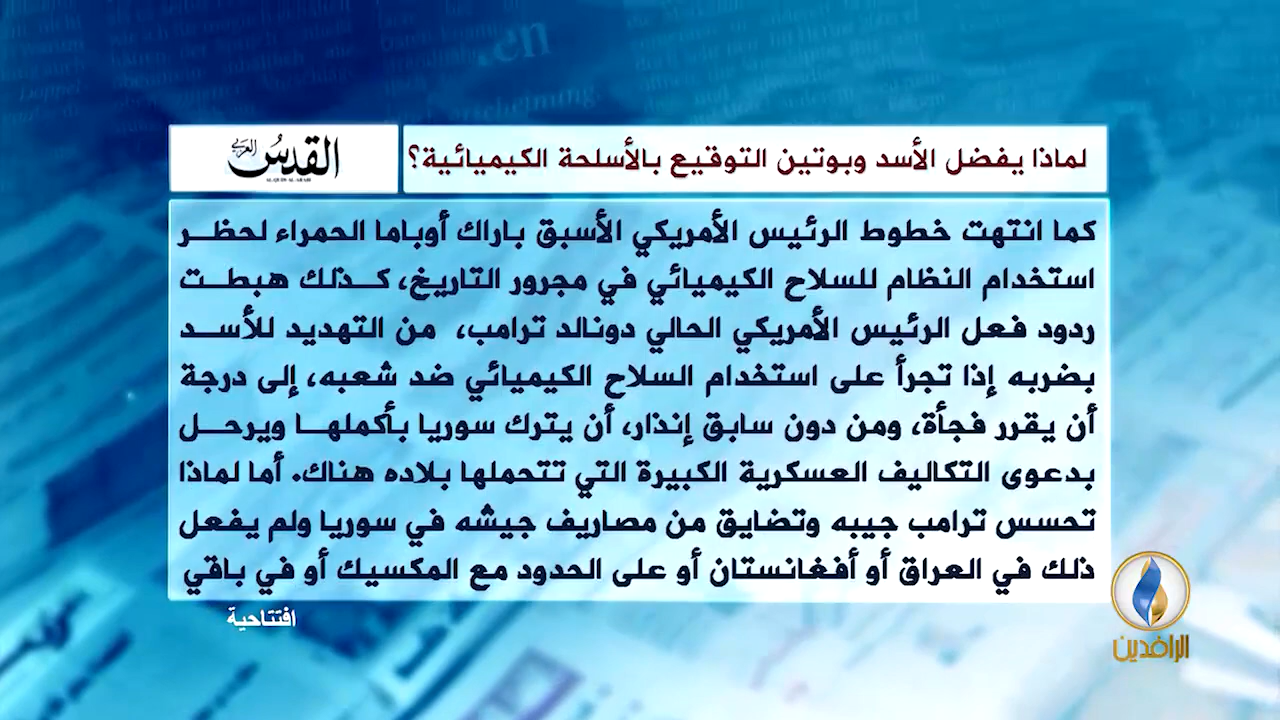 لماذا يفضل الأسد وبوتين التوقيع بالأسلحة الكيميائية؟
القدس العربي
AL-QUDS AL-ARABI
كما انتهت خطوط الرئيس الأمريكي الأسبق باراك أوباما الحمراء لحظر
استخدام النظام للسلاح الكيميائي في مجرور التاريخ، كذلك هبطت
ردود فعل الرئيس الأمريكي الحالي دونالد ترامب، من التهديد للأسد
بضربه إذا تجرأ على استخدام السلاح الكيميائي ضد شعبه، إلى درجة
أن يقرر فجأة، ومن دون سابق إنذار، أن يترك سوريا بأكملها ويرحل
بدعوى التكاليف العسكرية الكبيرة التي تتحملها بلاده هناك. أما لماذا
تحسس ترامب جيبه وتضايق من مصاريف جيشه في سوريا ولم يفعل
ذلك في العراق أو أفغانستان أو على الحدود مع المكسيك أو في باقي
افتتاحية
الرافدين